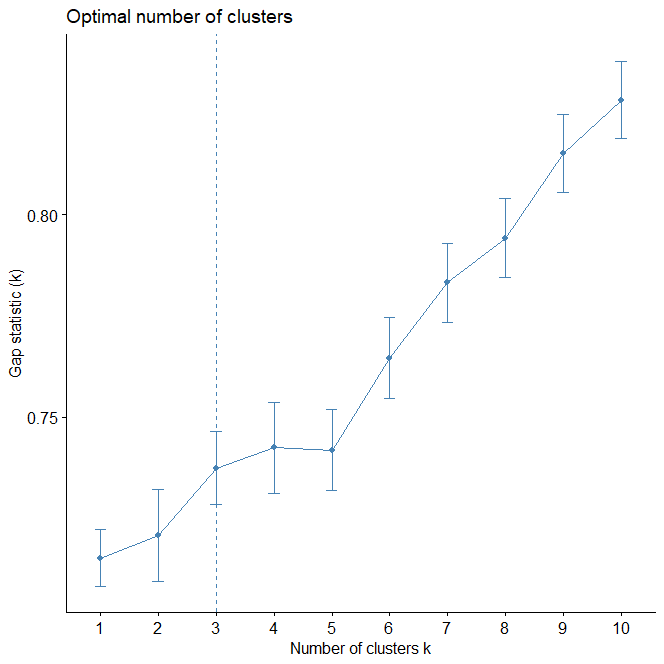 Optimal number of clusters
Gap statistic (k)
0.80
0.75
1 2 3 4 5 6 7 8 9 10
Number of clusters k